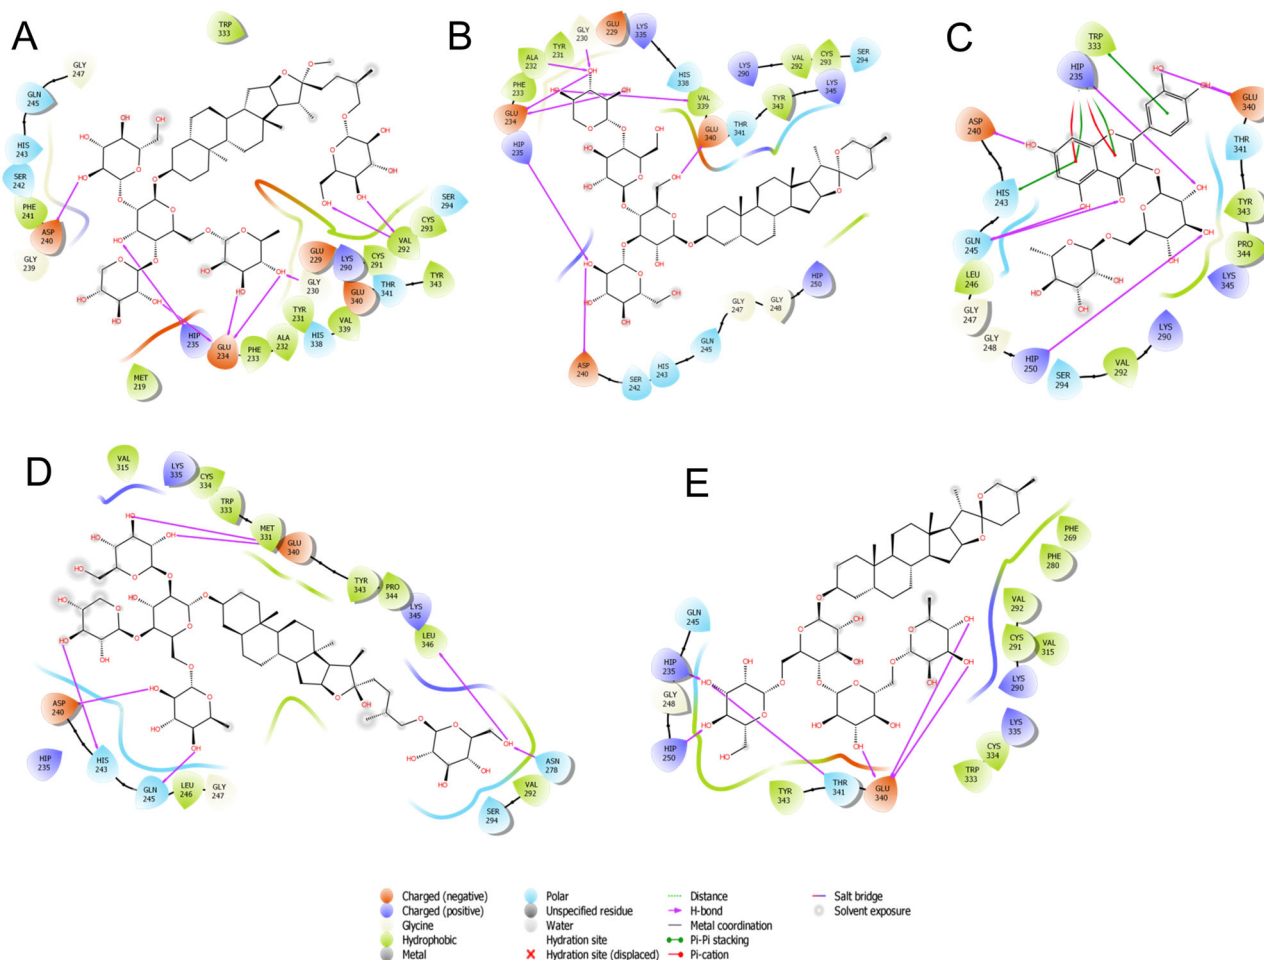 A
TRP
333
GLY
247
GLN
245
HIS
243
SER
242
PHE
241
ASP
240
GLY
239
MET
219
HIP
235
GLU
234
PHE
233
ALA
232
TYR
231
GLY
230
GLU
229
LYS
290
CYS
291
GLU
340
THR
341
HIS
338
VAL
339
TYR
343
VAL
292
CYS
293
SER
294
B
GLY
230
GLU
229
LYS
335
TYR
231
ALA
232
PHE
233
GLU
234
HIP
235
HIS
338
VAL
339
GLU
340
THR
341
LYS
290
VAL
292
CYS
293
SER
294
TYR
343
LYS
345
HIP
250
GLY
248
GLY
247
GLN
245
HIS
243
SER
242
ASP
240
C
TRP
333
HIP
235
ASP
240
HIS
243
GLN
245
LEU
246
GLY
247
GLY
248
HIP
250
SER
294
VAL
292
LYS
290
GLU
340
THR
341
TYR
343
PRO
344
LYS
345
D
VAL
315
LYS
335
CYS
334
TRP
333
MET
331
GLU
340
TYR
343
PRO
344
LYS
345
LEU
346
ASP
240
HIP
235
HIS
243
GLN
245
LEU
246
GLY
247
ASN
278
VAL
292
SER
294
E
GLN
245
HIP
235
GLY
248
HIP
250
TYR
343
THR
341
GLU
340
PHE
269
PHE
280
VAL
292
CYS
291
VAL
315
LYS
290
LYS
335
CYS
334
TRP
333
Charged (negative)
Charged (positive)
Glycine
Hydrophobic
Metal
Polar
Unspecified residue
Water
Hydration site
Hydration site (displaced)
Distance
H-bond
Metal coordination
Pi-Pi stacking
Pi-cation
Salt bridge
Solvent exposure